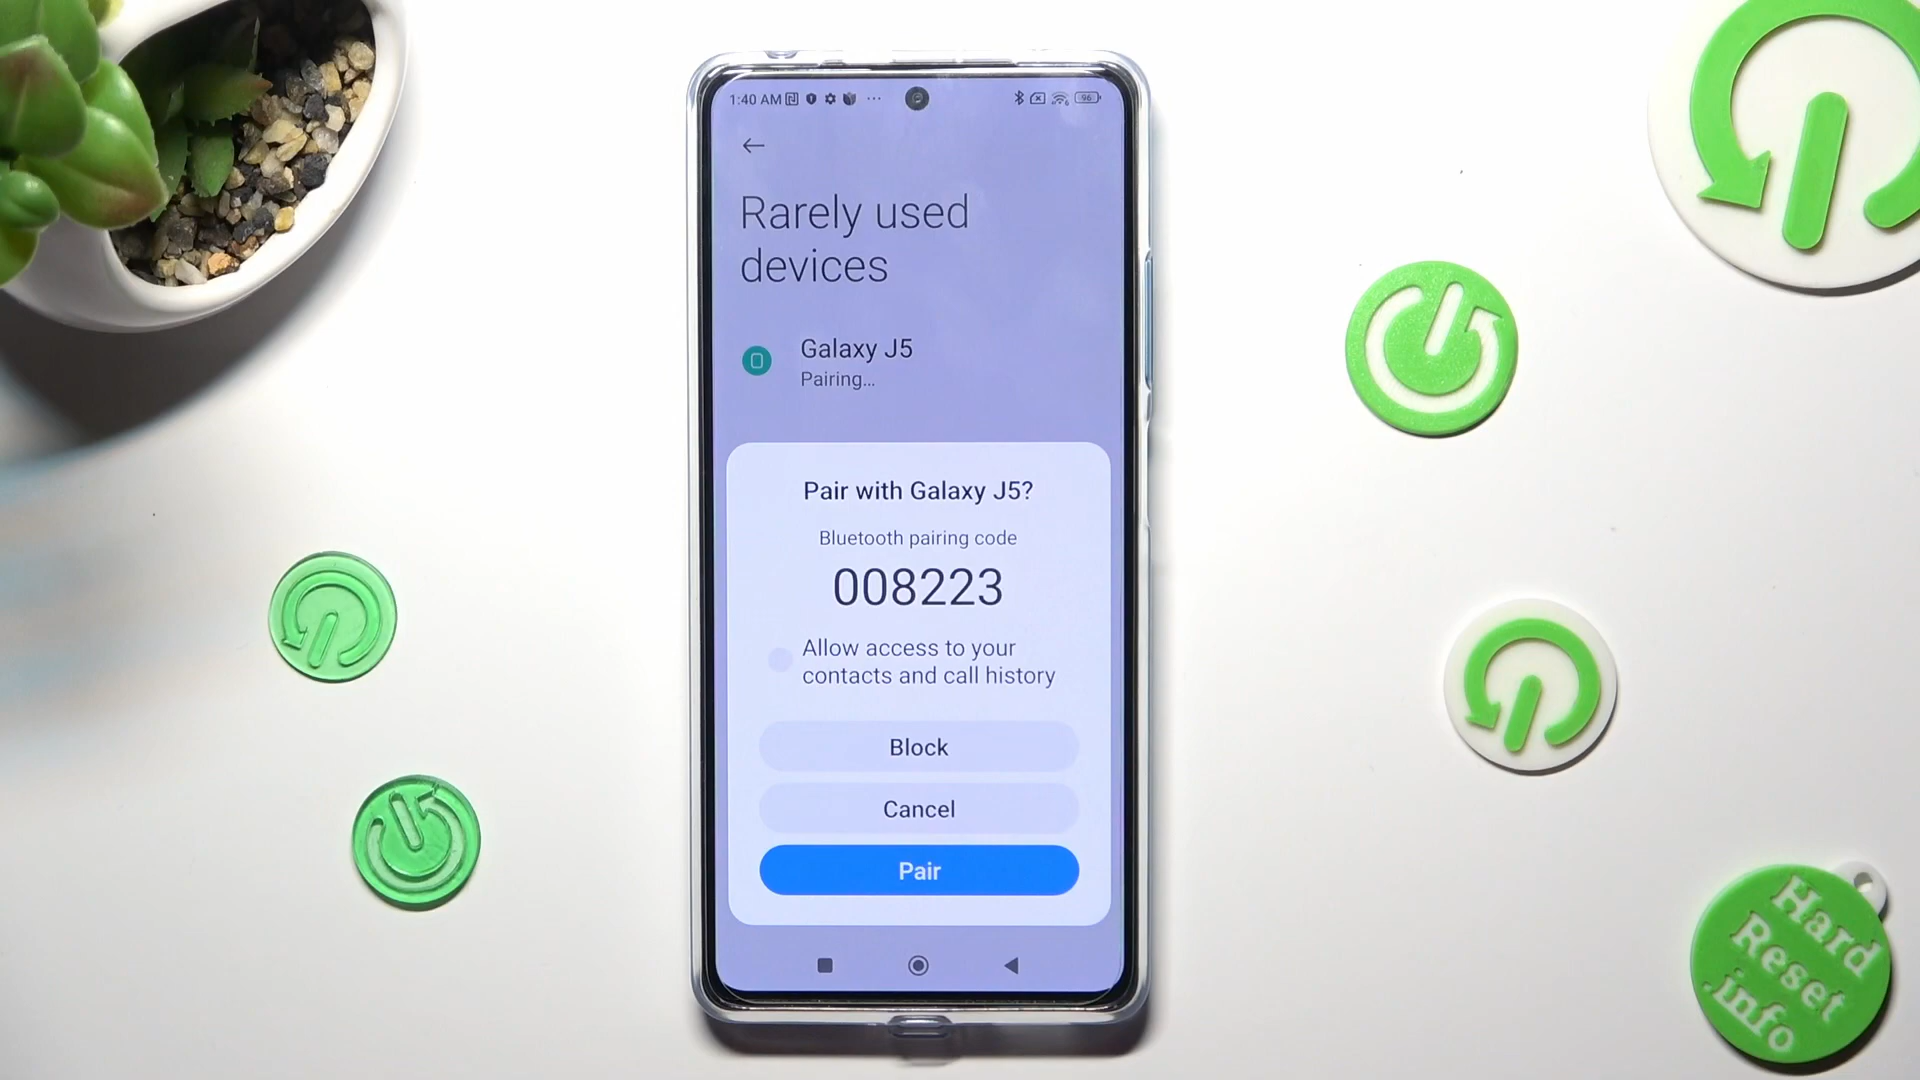 1:40 AM
96
Rarely used
devices
Galaxy J5
Pairing...
Pair with Galaxy J5?
Bluetooth pairing code
008223
Allow access to your
contacts and call history
Block
Cancel
Pair
Hard
Reset
.info